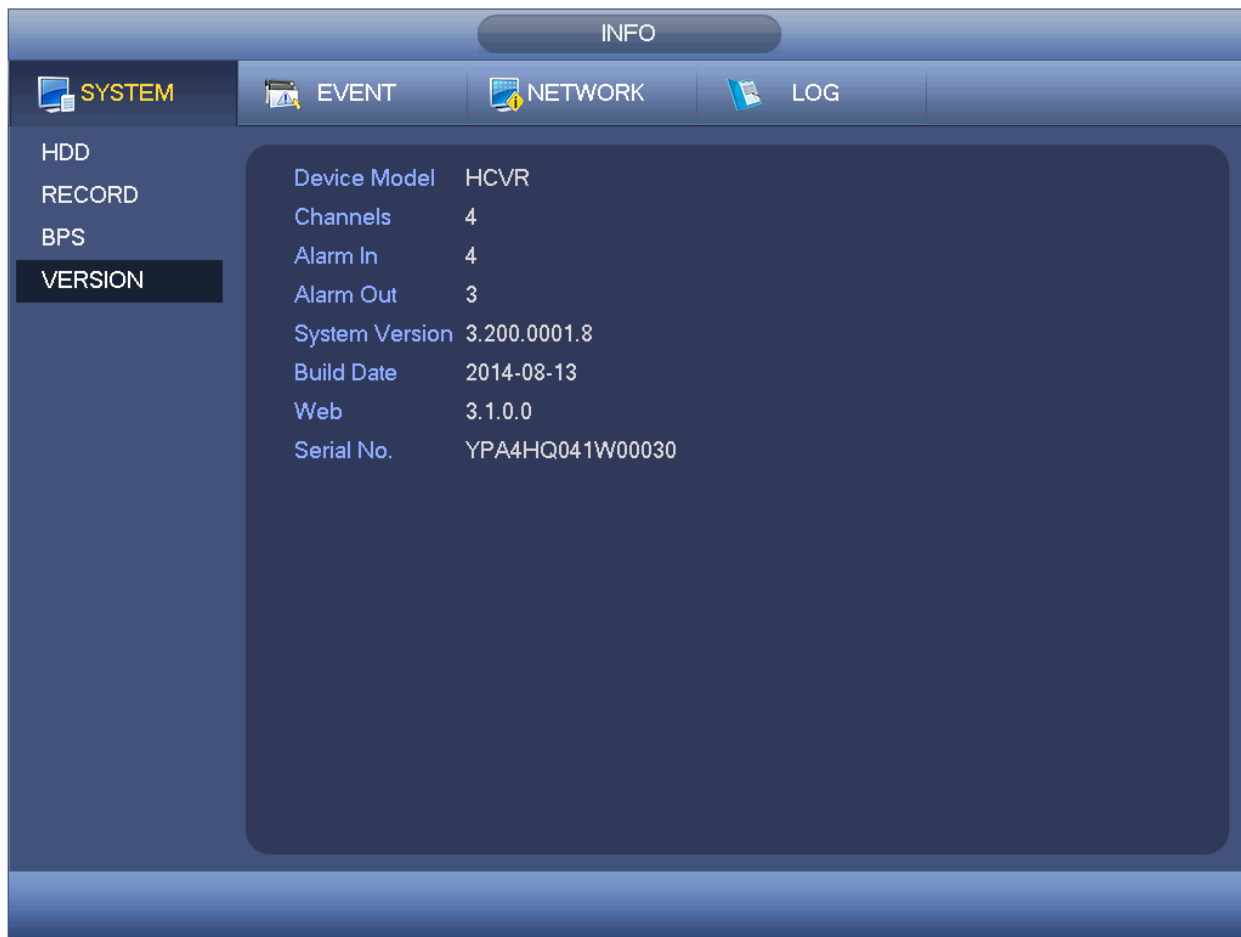 INFO
SYSTEM EVENT NETWORK LOG
HDD
RECORD
BPS
VERSION
Device Model HCVR
Channels 4
Alarm In 4
Alarm Out 3
System Version 3.200.0001.8
Build Date 2014-08-13
Web 3.1.0.0
Serial No. YPA4HQ041W00030